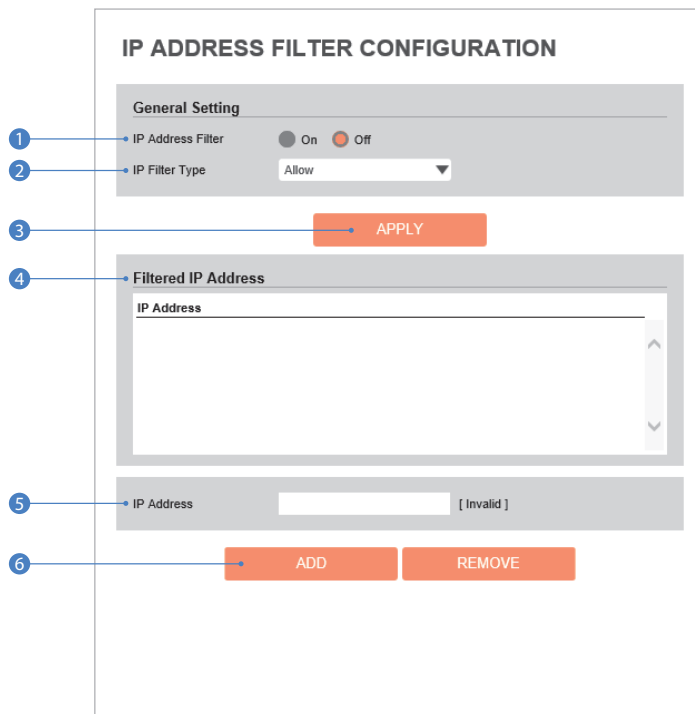 IP ADDRESS FILTER CONFIGURATION
General Setting
1 IP Address Filter On Off
2 IP Filter Type Allow
3 APPLY
4 Filtered IP Address
IP Address
5 IP Address [ Invalid ]
6 ADD REMOVE